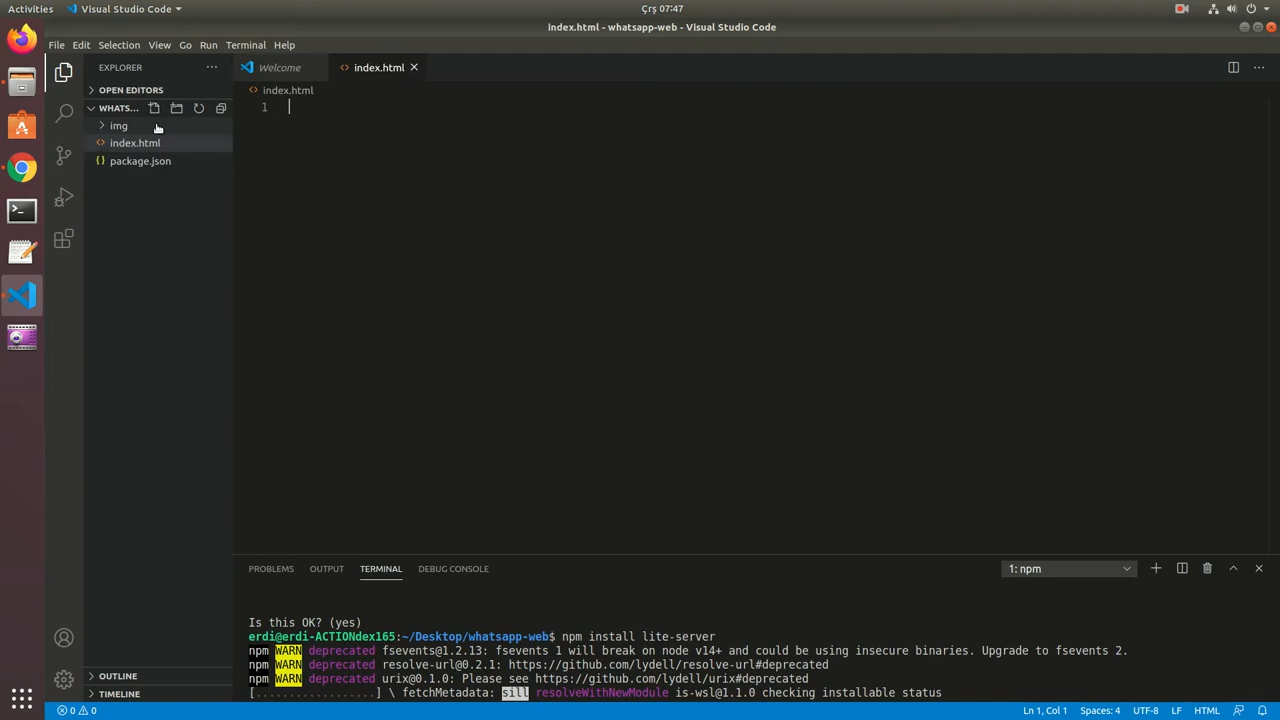 Activities
Visual Studio Code
Çrş 07:47
index.html - whatsapp-web - Visual Studio Code
File Edit Selection View Go Run Terminal Help
EXPLORER
OPEN EDITORS
WHATS...
img
index.html
package.json
OUTLINE
TIMELINE
Welcome
index.html
index.html
1
PROBLEMS OUTPUT TERMINAL DEBUG CONSOLE
1: npm
Is this OK? (yes)
erdi@erdi-ACTIONdex165:~/Desktop/whatsapp-web$ npm install lite-server
npm WARN deprecated fsevents@1.2.13: fsevents 1 will break on node v14+ and could be using insecure binaries. Upgrade to fsevents 2.
npm WARN deprecated resolve-url@0.2.1: https://github.com/lydell/resolve-url#deprecated
npm WARN deprecated urix@0.1.0: Please see https://github.com/lydell/urix#deprecated
[..................] \ fetchMetadata: sill resolveWithNewModule is-wsl@1.1.0 checking installable status
0 0
Ln 1, Col 1 Spaces: 4 UTF-8 LF HTML